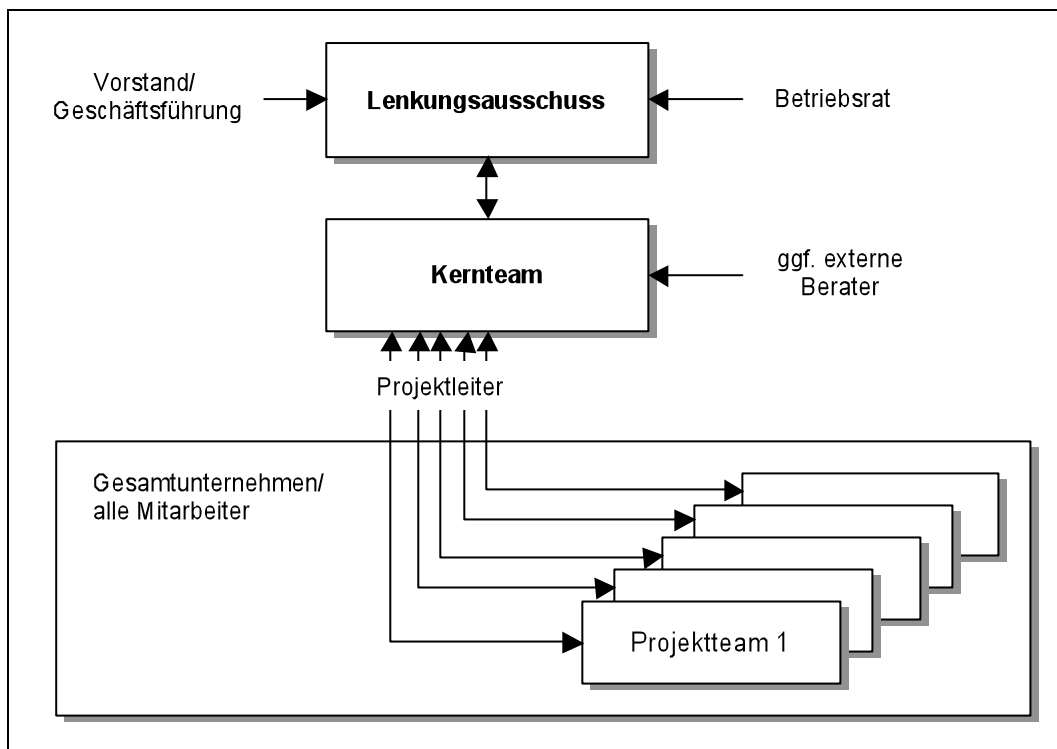 Vorstand/
Geschäftsführung
Lenkungsausschuss
Betriebsrat
Kernteam
ggf. externe
Berater
Projektleiter
Gesamtunternehmen/
alle Mitarbeiter
Projektteam 1